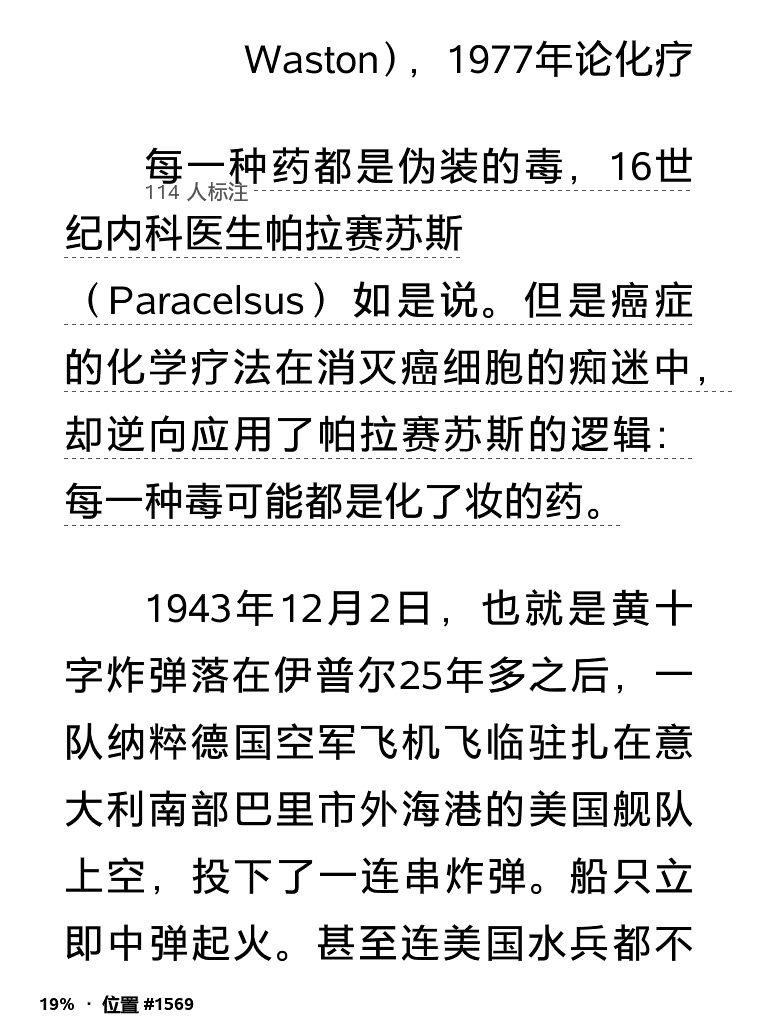 Waston)，1977年论化疗
每一种药都是伪装的毒，16世
114 人标注
纪内科医生帕拉赛苏斯
（Paracelsus）如是说。但是癌症
的化学疗法在消灭癌细胞的痴迷中，
却逆向应用了帕拉赛苏斯的逻辑：
每一种毒可能都是化了妆的药。
1943年12月2日，也就是黄十
字炸弹落在伊普尔25年多之后，一
队纳粹德国空军飞机飞临驻扎在意
大利南部巴里市外海港的美国舰队
上空，投下了一连串炸弹。船只立
即中弹起火。甚至连美国水兵都不
19% · 位置 #1569